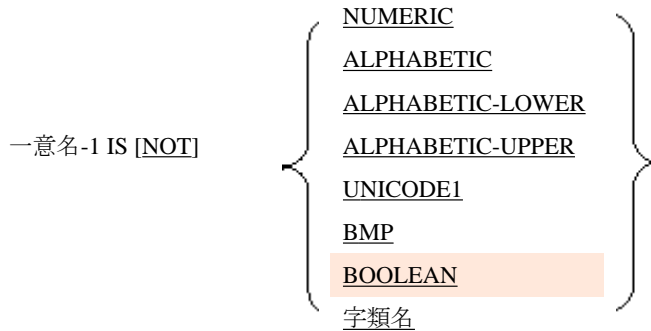 NUMERIC
ALPHABETIC
ALPHABETIC-LOWER
一意名-1 IS [NOT] ALPHABETIC-UPPER
UNICODE1
BMP
BOOLEAN
字類名